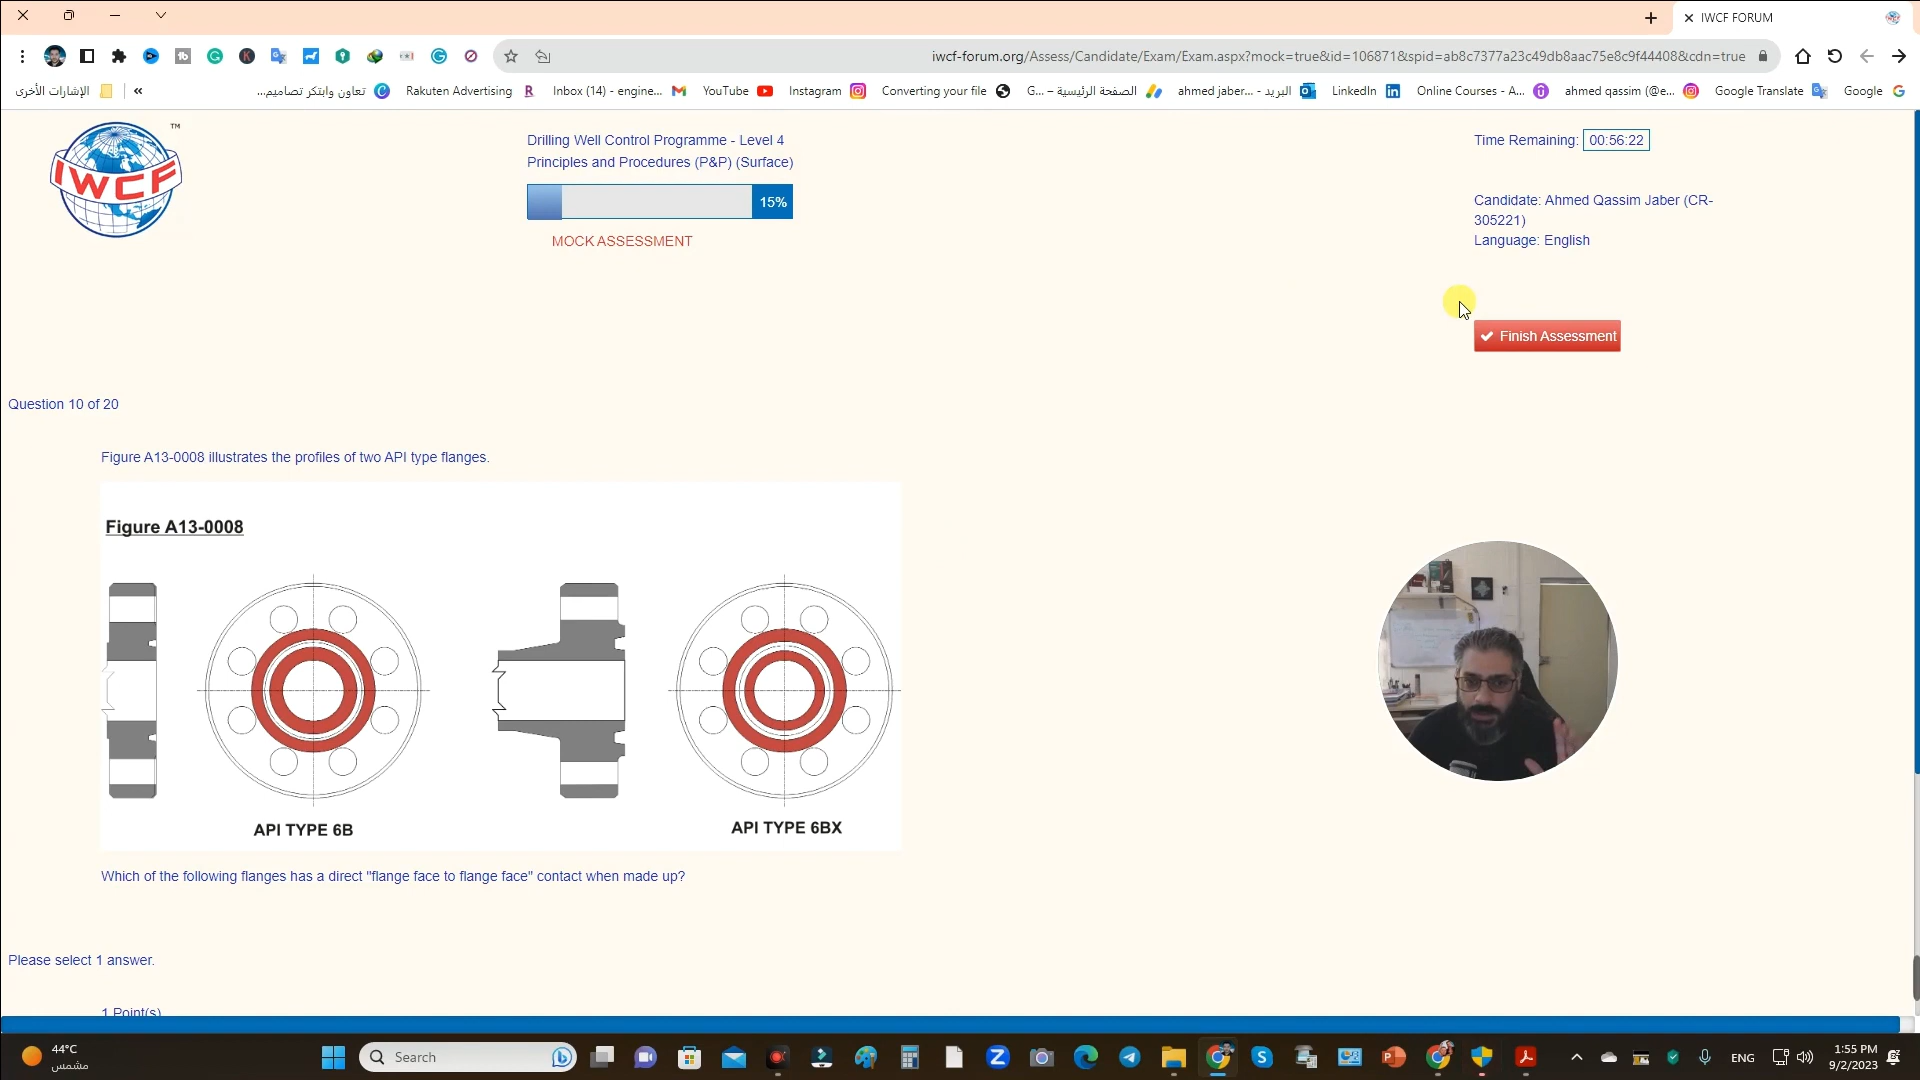 IWCF FORUM
iwcf-forum.org/Assess/Candidate/Exam/Exam.aspx?mock=true&id=106871&spid=ab8c7377a23c49db8aac75e8c9f44408&cdn=true
الإشارات الأخرى
«
تعاون وابتكر تصاميم...
Rakuten Advertising
Inbox (14) - engine...
YouTube
Instagram
Converting your file
الصفحة الرئيسية – G...
البريد - ahmed jaber...
LinkedIn
Online Courses - A...
ahmed qassim (@e...
Google Translate
Google
IWCF
TM
Drilling Well Control Programme - Level 4
Principles and Procedures (P&P) (Surface)
15%
MOCK ASSESSMENT
Time Remaining: 00:56:22
Candidate: Ahmed Qassim Jaber (CR-
305221)
Language: English
Finish Assessment
Question 10 of 20
Figure A13-0008 illustrates the profiles of two API type flanges.
Figure A13-0008
API TYPE 6B
API TYPE 6BX
Which of the following flanges has a direct "flange face to flange face" contact when made up?
Please select 1 answer.
1 Point(s)
44°C
مشمس
Search
ENG
1:55 PM
9/2/2023